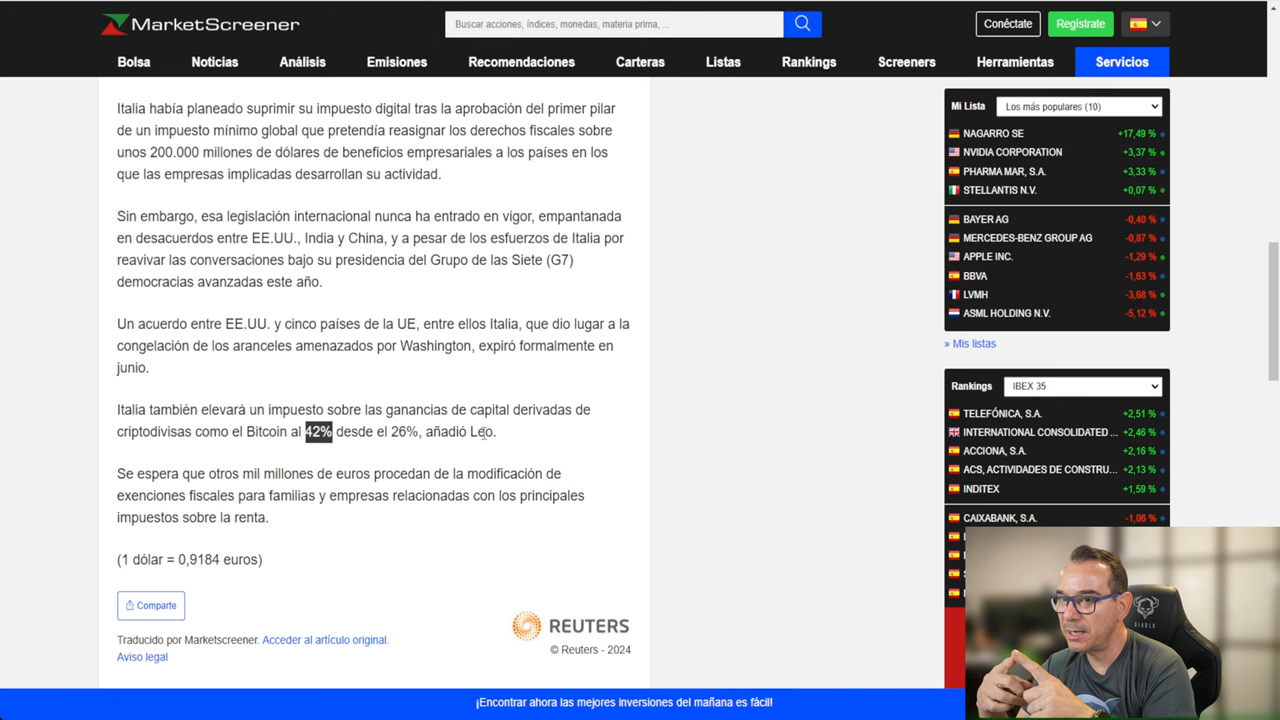 MarketScreener
Buscar acciones, índices, monedas, materia prima, ...
Conéctate
Regístrate
Bolsa
Noticias
Análisis
Emisiones
Recomendaciones
Carteras
Listas
Rankings
Screeners
Herramientas
Servicios
Italia había planeado suprimir su impuesto digital tras la aprobación del primer pilar
de un impuesto mínimo global que pretendía reasignar los derechos fiscales sobre
unos 200.000 millones de dólares de beneficios empresariales a los países en los
que las empresas implicadas desarrollan su actividad.
Sin embargo, esa legislación internacional nunca ha entrado en vigor, empantanada
en desacuerdos entre EE.UU., India y China, y a pesar de los esfuerzos de Italia por
reavivar las conversaciones bajo su presidencia del Grupo de las Siete (G7)
democracias avanzadas este año.
Un acuerdo entre EE.UU. y cinco países de la UE, entre ellos Italia, que dio lugar a la
congelación de los aranceles amenazados por Washington, expiró formalmente en
junio.
Italia también elevará un impuesto sobre las ganancias de capital derivadas de
criptodivisas como el Bitcoin al 42% desde el 26%, añadió Leo.
Se espera que otros mil millones de euros procedan de la modificación de
exenciones fiscales para familias y empresas relacionadas con los principales
impuestos sobre la renta.
(1 dólar = 0,9184 euros)
Comparte
REUTERS
© Reuters - 2024
Traducido por Marketscreener. Acceder al artículo original.
Aviso legal
Mi Lista
Los más populares (10)
NAGARRO SE +17,49 %
NVIDIA CORPORATION +3,37 %
PHARMA MAR, S.A. +3,33 %
STELLANTIS N.V. +0,07 %
BAYER AG -0,40 %
MERCEDES-BENZ GROUP AG -0,87 %
APPLE INC. -1,29 %
BBVA -1,63 %
LVMH -3,68 %
ASML HOLDING N.V. -5,12 %
» Mis listas
Rankings
IBEX 35
TELEFÓNICA, S.A. +2,51 %
INTERNATIONAL CONSOLIDATED ... +2,46 %
ACCIONA, S.A. +2,16 %
ACS, ACTIVIDADES DE CONSTRU... +2,13 %
INDITEX +1,59 %
CAIXABANK, S.A. -1,06 %
DIABLO
¡Encontrar ahora las mejores inversiones del mañana es fácil!